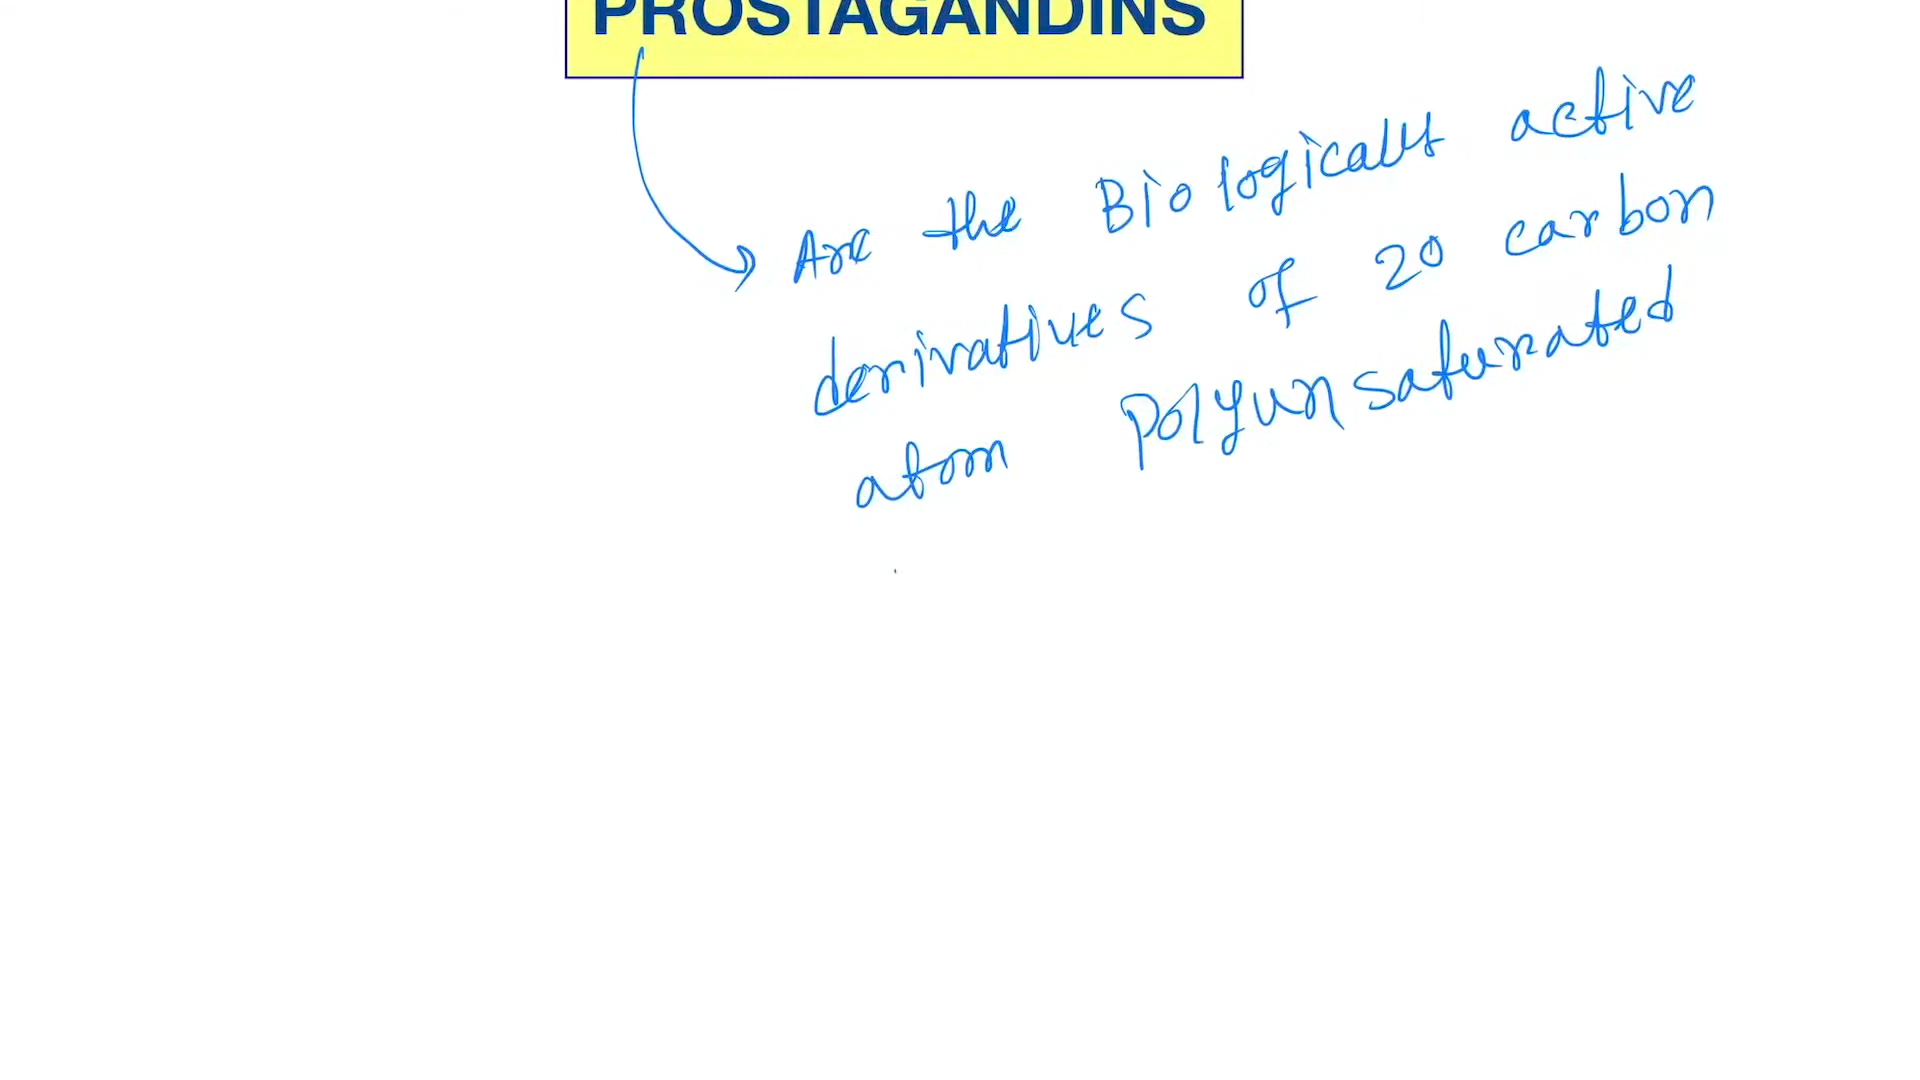 PROSTAGANDINS
Are the Biologically active
derivatives of 20 carbon
atom polyunsaturated